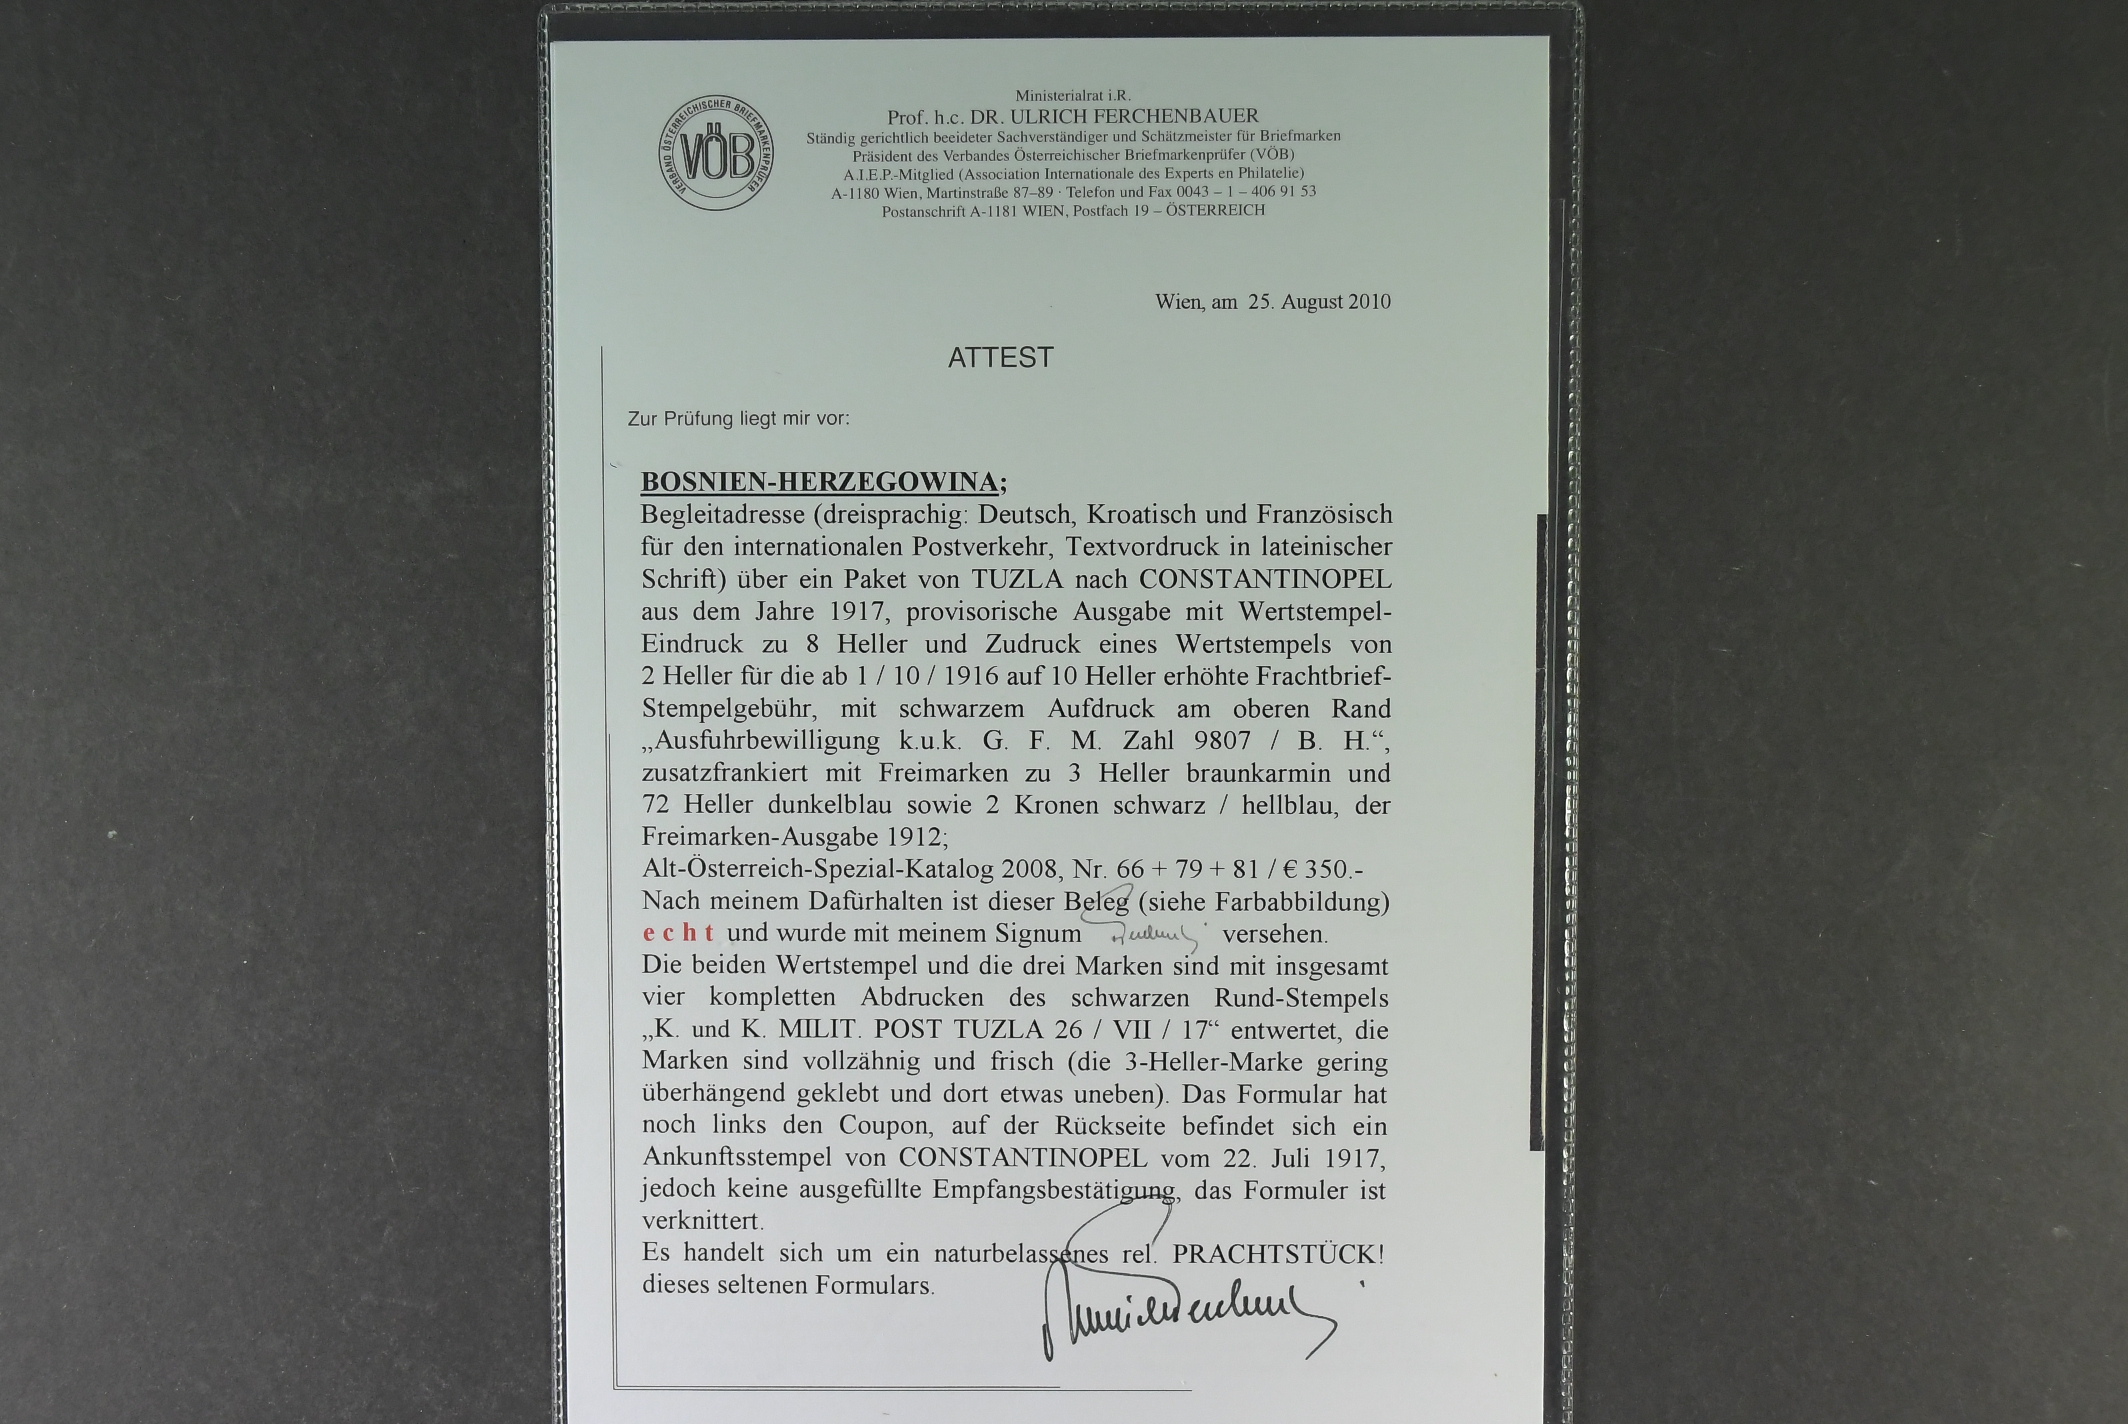 VERBAND ÖSTERREICHISCHER BRIEFMARKENPRÜFER
VÖB
Ministerialrat i.R.
Prof. h.c. DR. ULRICH FERCHENBAUER
Ständig gerichtlich beeideter Sachverständiger und Schätzmeister für Briefmarken
Präsident des Verbandes Österreichischer Briefmarkenprüfer (VÖB)
A.I.E.P.-Mitglied (Association Internationale des Experts en Philatelie)
A-1180 Wien, Martinstraße 87–89 · Telefon und Fax 0043 – 1 – 406 91 53
Postanschrift A-1181 WIEN, Postfach 19 – ÖSTERREICH
Wien, am 25. August 2010
ATTEST
Zur Prüfung liegt mir vor:
BOSNIEN-HERZEGOWINA;
Begleitadresse (dreisprachig: Deutsch, Kroatisch und Französisch
für den internationalen Postverkehr, Textvordruck in lateinischer
Schrift) über ein Paket von TUZLA nach CONSTANTINOPEL
aus dem Jahre 1917, provisorische Ausgabe mit Wertstempel-
Eindruck zu 8 Heller und Zudruck eines Wertstempels von
2 Heller für die ab 1 / 10 / 1916 auf 10 Heller erhöhte Frachtbrief-
Stempelgebühr, mit schwarzem Aufdruck am oberen Rand
„Ausfuhrbewilligung k.u.k. G. F. M. Zahl 9807 / B. H.“,
zusatzfrankiert mit Freimarken zu 3 Heller braunkarmin und
72 Heller dunkelblau sowie 2 Kronen schwarz / hellblau, der
Freimarken-Ausgabe 1912;
Alt-Österreich-Spezial-Katalog 2008, Nr. 66 + 79 + 81 / € 350.-
Nach meinem Dafürhalten ist dieser Beleg (siehe Farbabbildung)
e c h t und wurde mit meinem Signum versehen.
Die beiden Wertstempel und die drei Marken sind mit insgesamt
vier kompletten Abdrucken des schwarzen Rund-Stempels
„K. und K. MILIT. POST TUZLA 26 / VII / 17“ entwertet, die
Marken sind vollzähnig und frisch (die 3-Heller-Marke gering
überhängend geklebt und dort etwas uneben). Das Formular hat
noch links den Coupon, auf der Rückseite befindet sich ein
Ankunftsstempel von CONSTANTINOPEL vom 22. Juli 1917,
jedoch keine ausgefüllte Empfangsbestätigung, das Formuler ist
verknittert.
Es handelt sich um ein naturbelassenes rel. PRACHTSTÜCK!
dieses seltenen Formulars.